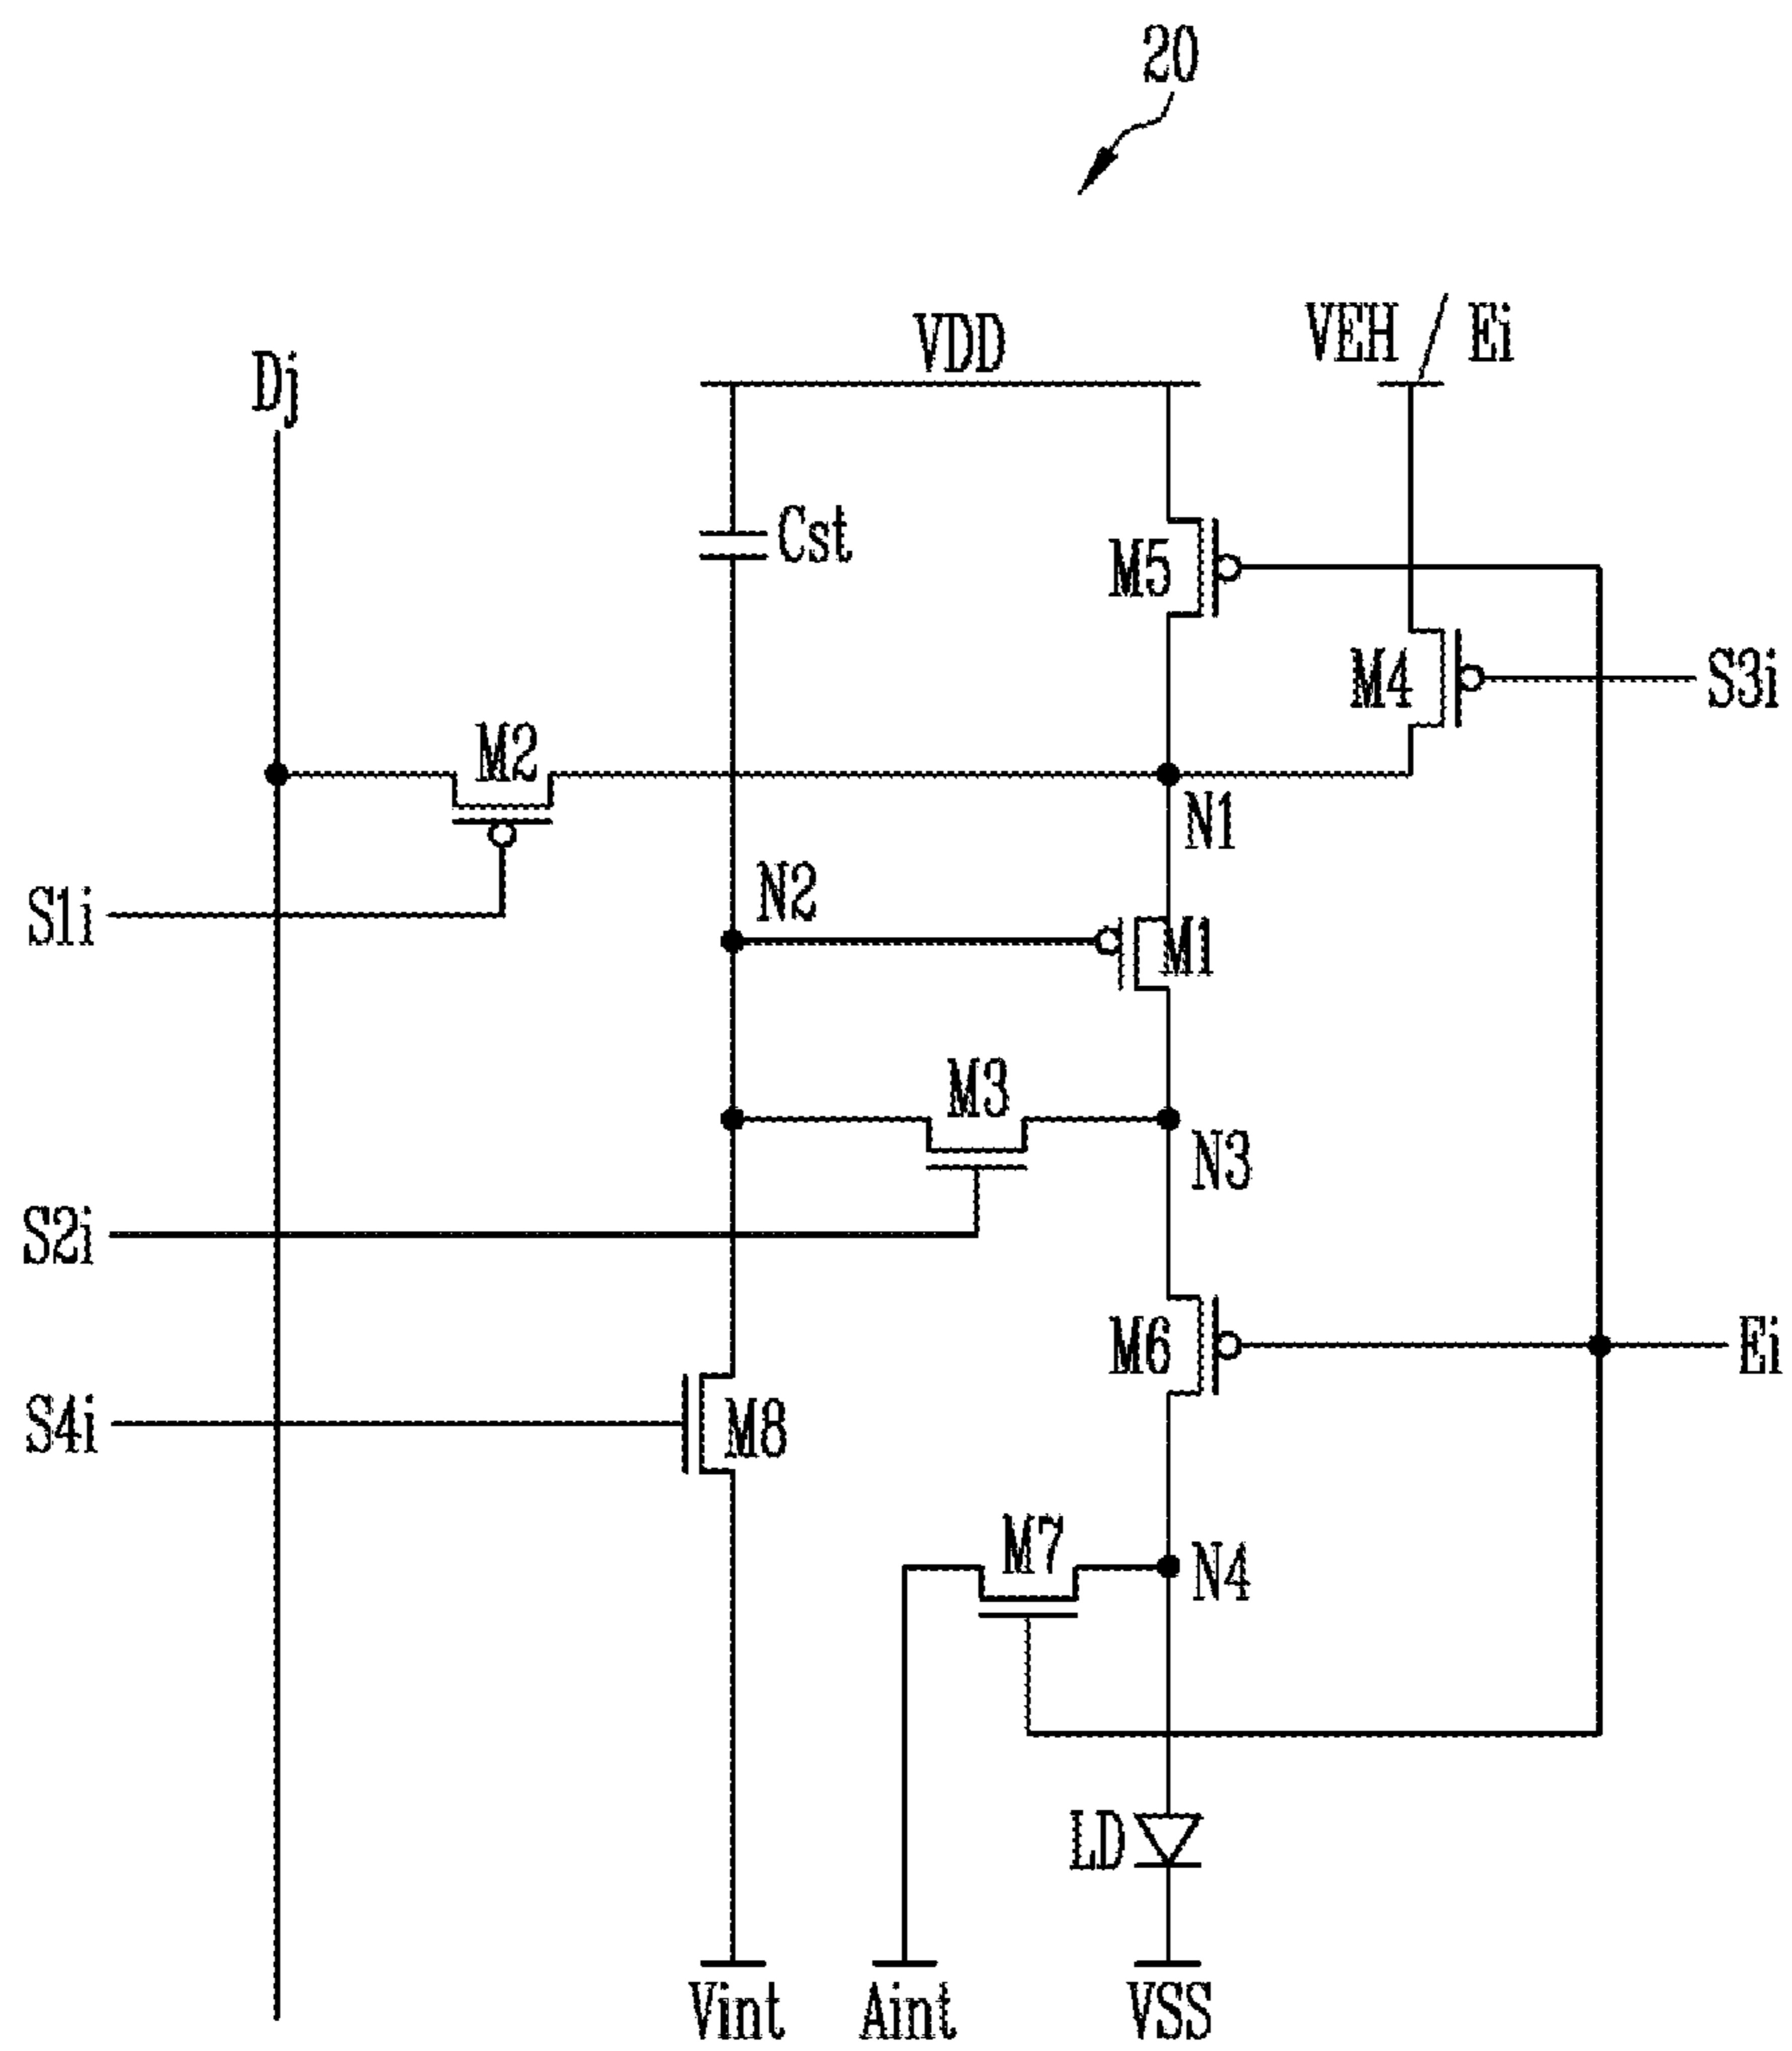 20
VDD
VEH / Ei
Dj
Cst
M5
M4
S3i
M2
N1
N2
S1i
M1
M3
N3
S2i
M6
Ei
S4i
M8
M7
N4
LD
Vint
Aint
VSS